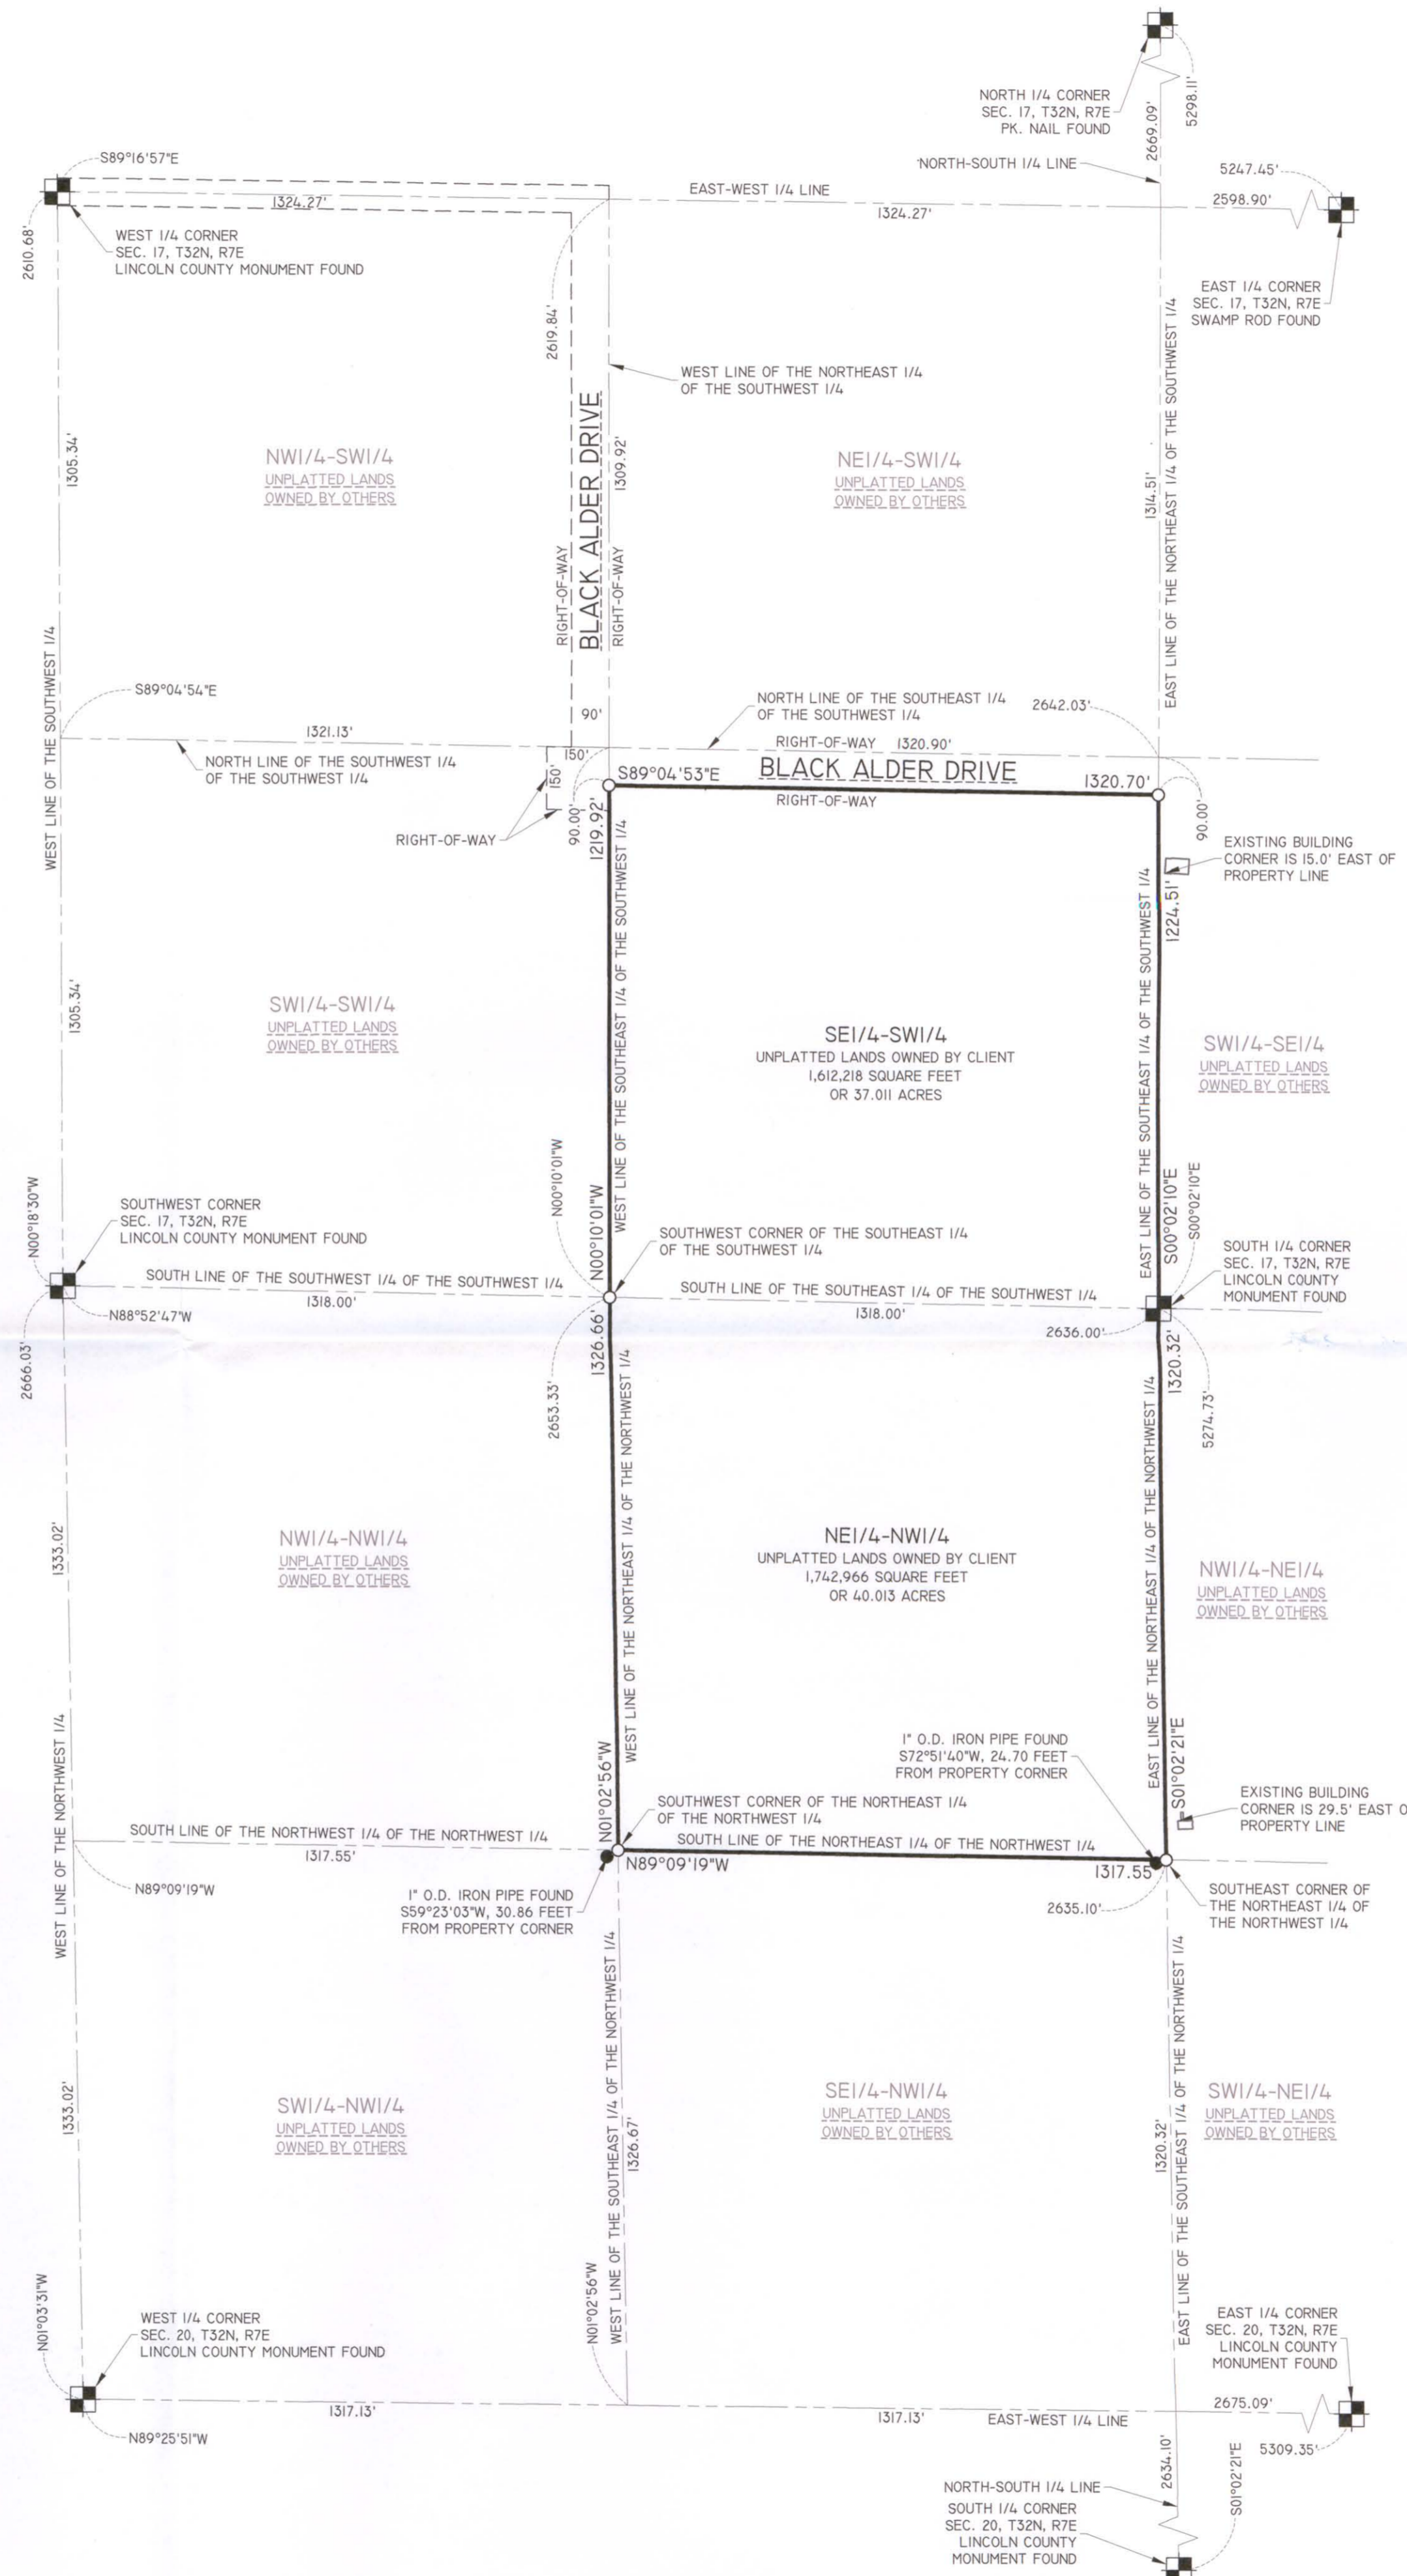 NORTH 1/4 CORNER
SEC. 17, T32N, R7E
PK. NAIL FOUND
2669.09'
5298.11'
NORTH-SOUTH 1/4 LINE
5247.45'
S89°16'57"E
EAST-WEST 1/4 LINE
1324.27'
1324.27'
2598.90'
2610.68'
WEST 1/4 CORNER
SEC. 17, T32N, R7E
LINCOLN COUNTY MONUMENT FOUND
EAST 1/4 CORNER
SEC. 17, T32N, R7E
SWAMP ROD FOUND
2619.84'
WEST LINE OF THE NORTHEAST 1/4
OF THE SOUTHWEST 1/4
1305.34'
NW1/4-SW1/4
UNPLATTED LANDS
OWNED BY OTHERS
RIGHT-OF-WAY
BLACK ALDER DRIVE
1309.92'
RIGHT-OF-WAY
NE1/4-SW1/4
UNPLATTED LANDS
OWNED BY OTHERS
1314.51'
EAST LINE OF THE NORTHEAST 1/4 OF THE SOUTHWEST 1/4
WEST LINE OF THE SOUTHWEST 1/4
S89°04'54"E
1321.13'
NORTH LINE OF THE SOUTHWEST 1/4
OF THE SOUTHWEST 1/4
90'
150'
150'
NORTH LINE OF THE SOUTHEAST 1/4
OF THE SOUTHWEST 1/4
2642.03'
RIGHT-OF-WAY 1320.90'
S89°04'53"E
BLACK ALDER DRIVE
1320.70'
RIGHT-OF-WAY
RIGHT-OF-WAY
90.00'
1219.92'
90.00'
1224.51'
EXISTING BUILDING
CORNER IS 15.0' EAST OF
PROPERTY LINE
WEST LINE OF THE SOUTHEAST 1/4 OF THE SOUTHWEST 1/4
EAST LINE OF THE SOUTHEAST 1/4 OF THE SOUTHWEST 1/4
1305.34'
SW1/4-SW1/4
UNPLATTED LANDS
OWNED BY OTHERS
SE1/4-SW1/4
UNPLATTED LANDS OWNED BY CLIENT
1,612,218 SQUARE FEET
OR 37.011 ACRES
SW1/4-SE1/4
UNPLATTED LANDS
OWNED BY OTHERS
N00°18'30"W
SOUTHWEST CORNER
SEC. 17, T32N, R7E
LINCOLN COUNTY MONUMENT FOUND
N00°10'01"W
N00°10'01"W
SOUTHWEST CORNER OF THE SOUTHEAST 1/4
OF THE SOUTHWEST 1/4
S00°02'10"E
S00°02'10"E
SOUTH 1/4 CORNER
SEC. 17, T32N, R7E
LINCOLN COUNTY
MONUMENT FOUND
SOUTH LINE OF THE SOUTHWEST 1/4 OF THE SOUTHWEST 1/4
1318.00'
N88°52'47"W
SOUTH LINE OF THE SOUTHEAST 1/4 OF THE SOUTHWEST 1/4
1318.00'
2636.00'
2666.03'
1326.66'
2653.33'
1320.32'
5274.73'
WEST LINE OF THE NORTHEAST 1/4 OF THE NORTHWEST 1/4
EAST LINE OF THE NORTHEAST 1/4 OF THE NORTHWEST 1/4
1333.02'
NW1/4-NW1/4
UNPLATTED LANDS
OWNED BY OTHERS
NE1/4-NW1/4
UNPLATTED LANDS OWNED BY CLIENT
1,742,966 SQUARE FEET
OR 40.013 ACRES
NW1/4-NE1/4
UNPLATTED LANDS
OWNED BY OTHERS
WEST LINE OF THE NORTHWEST 1/4
1" O.D. IRON PIPE FOUND
S72°51'40"W, 24.70 FEET
FROM PROPERTY CORNER
S01°02'21"E
N01°02'56"W
SOUTHWEST CORNER OF THE NORTHEAST 1/4
OF THE NORTHWEST 1/4
EXISTING BUILDING
CORNER IS 29.5' EAST O
PROPERTY LINE
SOUTH LINE OF THE NORTHWEST 1/4 OF THE NORTHWEST 1/4
1317.55'
N89°09'19"W
SOUTH LINE OF THE NORTHEAST 1/4 OF THE NORTHWEST 1/4
N89°09'19"W
1317.55
1" O.D. IRON PIPE FOUND
S59°23'03"W, 30.86 FEET
FROM PROPERTY CORNER
2635.10'
SOUTHEAST CORNER OF
THE NORTHEAST 1/4 OF
THE NORTHWEST 1/4
WEST LINE OF THE SOUTHEAST 1/4 OF THE NORTHWEST 1/4
EAST LINE OF THE SOUTHEAST 1/4 OF THE NORTHWEST 1/4
1333.02'
SW1/4-NW1/4
UNPLATTED LANDS
OWNED BY OTHERS
1326.67'
SE1/4-NW1/4
UNPLATTED LANDS
OWNED BY OTHERS
1320.32'
SW1/4-NE1/4
UNPLATTED LANDS
OWNED BY OTHERS
N01°03'31"W
WEST 1/4 CORNER
SEC. 20, T32N, R7E
LINCOLN COUNTY MONUMENT FOUND
N01°02'56"W
EAST 1/4 CORNER
SEC. 20, T32N, R7E
LINCOLN COUNTY
MONUMENT FOUND
1317.13'
N89°25'51"W
1317.13'
EAST-WEST 1/4 LINE
2675.09'
5309.35'
2634.10'
S01°02'21"E
NORTH-SOUTH 1/4 LINE
SOUTH 1/4 CORNER
SEC. 20, T32N, R7E
LINCOLN COUNTY
MONUMENT FOUND